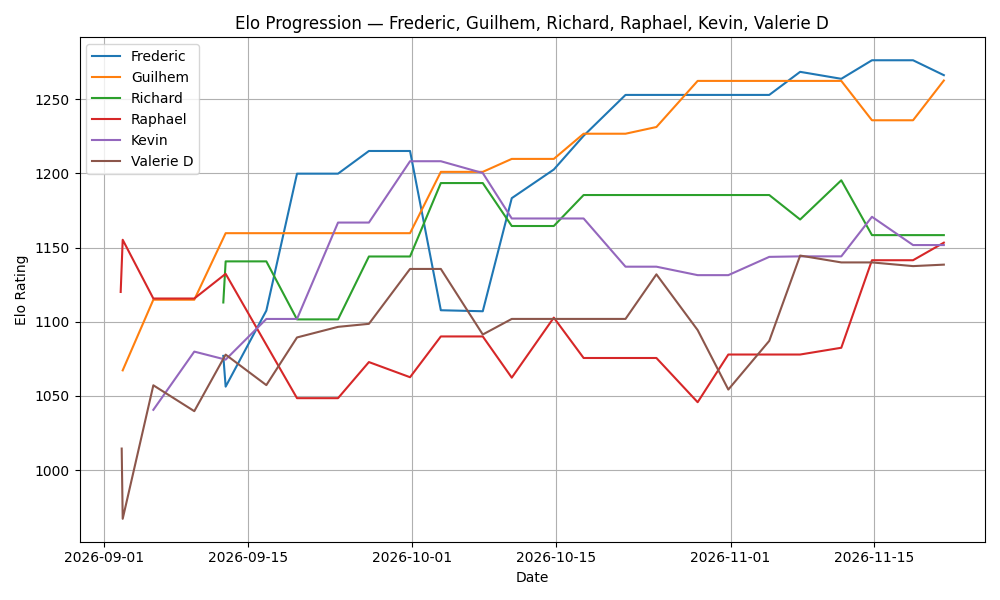 Elo Progression — Frederic, Guilhem, Richard, Raphael, Kevin, Valerie D
Frederic
Guilhem
Richard
Raphael
Kevin
Valerie D
Elo Rating
1250
1200
1150
1100
1050
1000
2026-09-01 2026-09-15 2026-10-01 2026-10-15 2026-11-01 2026-11-15
Date